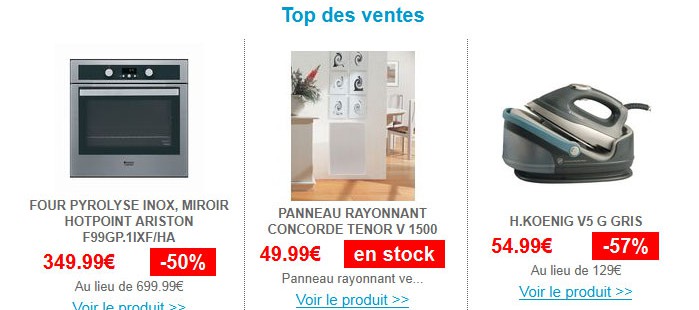 Top des ventes
FOUR PYROLYSE INOX, MIROIR
HOTPOINT ARISTON
F99GP.1IXF/HA
349.99€ -50%
Au lieu de 699.99€
Voir le produit >>
PANNEAU RAYONNANT
CONCORDE TENOR V 1500
49.99€ en stock
Panneau rayonnant ve...
Voir le produit >>
H.KOENIG V5 G GRIS
54.99€ -57%
Au lieu de 129€
Voir le produit >>